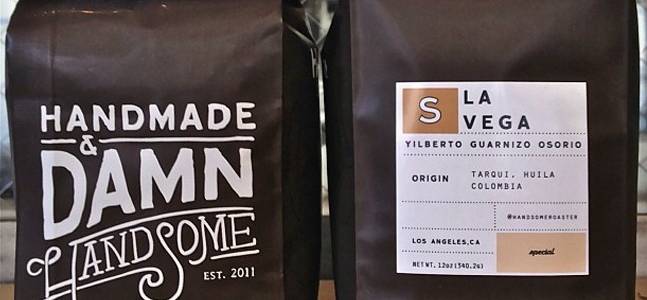 HANDMADE
&
DAMN
HANDSOME
EST. 2011
S
LA
VEGA
YILBERTO GUARNIZO OSORIO
ORIGIN
TARQUI, HUILA
COLOMBIA
@HANDSOMEROASTER
LOS ANGELES,CA
special
NET WT. 12oz (340.2g)